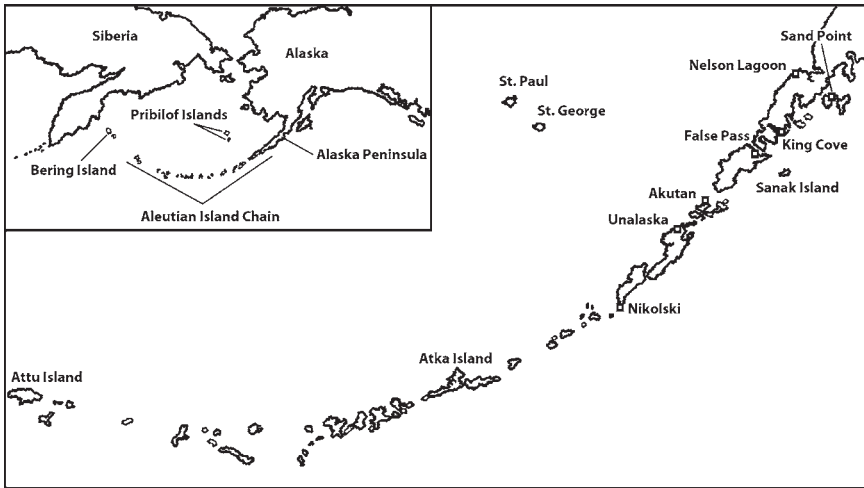 Siberia
Alaska
Pribilof Islands
Bering Island
Alaska Peninsula
Aleutian Island Chain
Sand Point
Nelson Lagoon
St. Paul
St. George
False Pass
King Cove
Sanak Island
Akutan
Unalaska
Nikolski
Atka Island
Attu Island